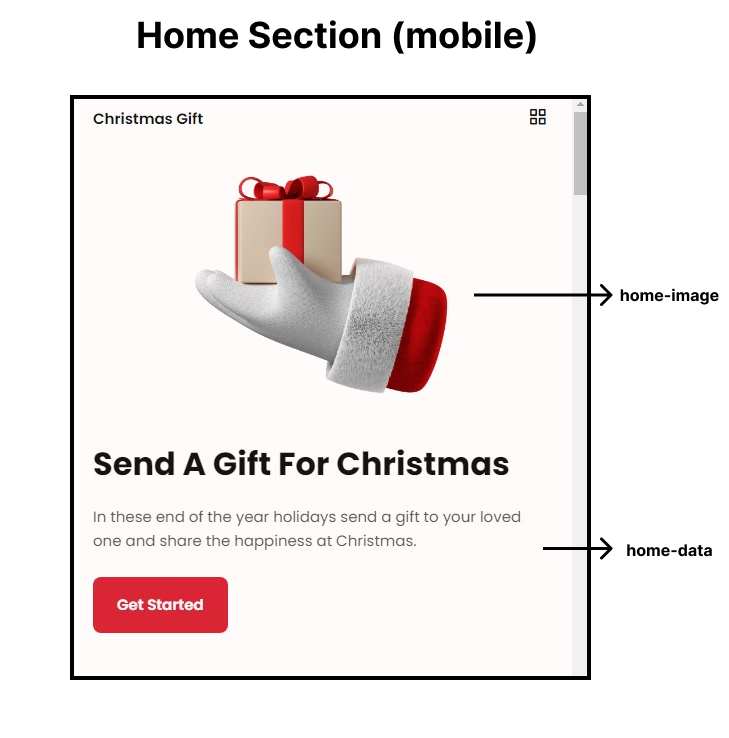 Home Section (mobile)
Christmas Gift
home-image
Send A Gift For Christmas
In these end of the year holidays send a gift to your loved
one and share the happiness at Christmas.
home-data
Get Started